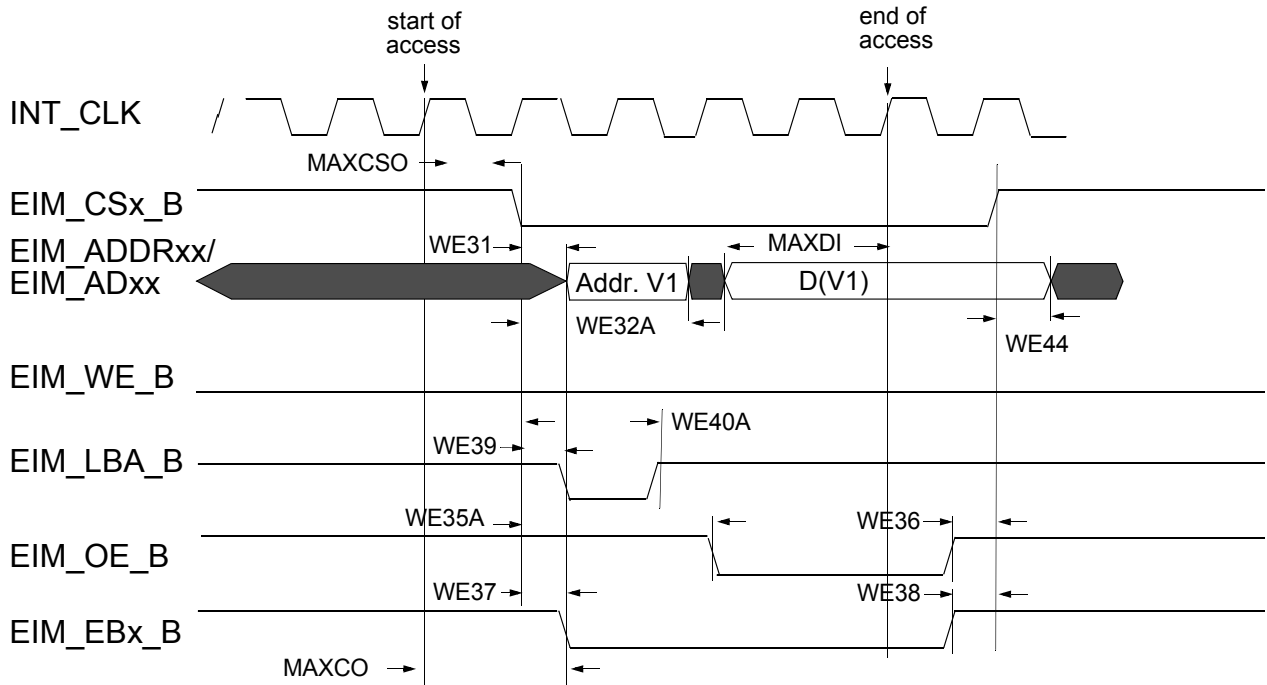 start of
access
end of
access
INT_CLK
MAXCSO
EIM_CSx_B
EIM_ADDRxx/
EIM_ADxx
WE31
MAXDI
Addr. V1
D(V1)
WE32A
WE44
EIM_WE_B
WE40A
WE39
EIM_LBA_B
WE35A
WE36
EIM_OE_B
WE37
WE38
EIM_EBx_B
MAXCO